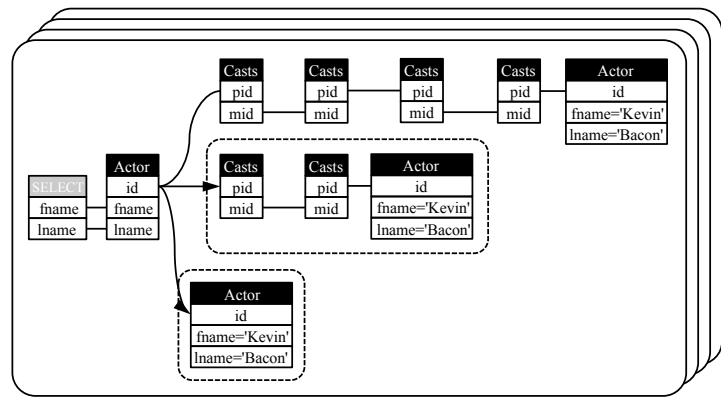 Casts Casts Casts Casts Actor
pid pid pid pid id
mid mid mid mid fname='Kevin'
lname='Bacon'
Actor Casts Casts Actor
SELECT id pid pid id
fname fname mid mid fname='Kevin'
lname lname lname='Bacon'
Actor
id
fname='Kevin'
lname='Bacon'